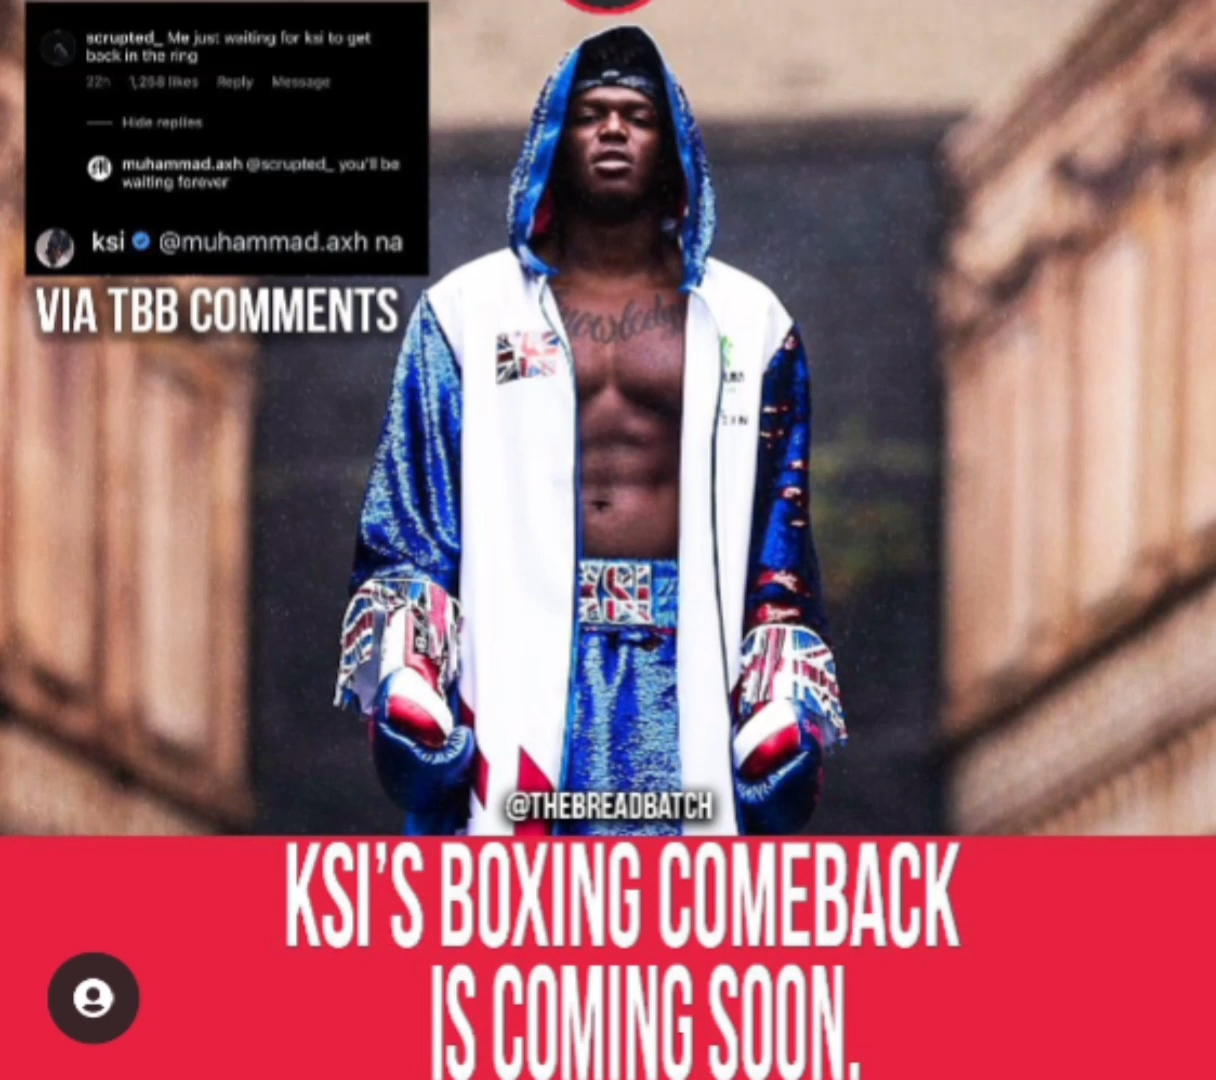 scrupted_ Me just waiting for ksi to get
back in the ring
22h 1,268 likes Reply Message
Hide replies
muhammad.axh @scrupted_ you'll be
waiting forever
ksi @muhammad.axh na
VIA TBB COMMENTS
KSI
@THEBREADBATCH
KSI'S BOXING COMEBACK
IS COMING SOON.